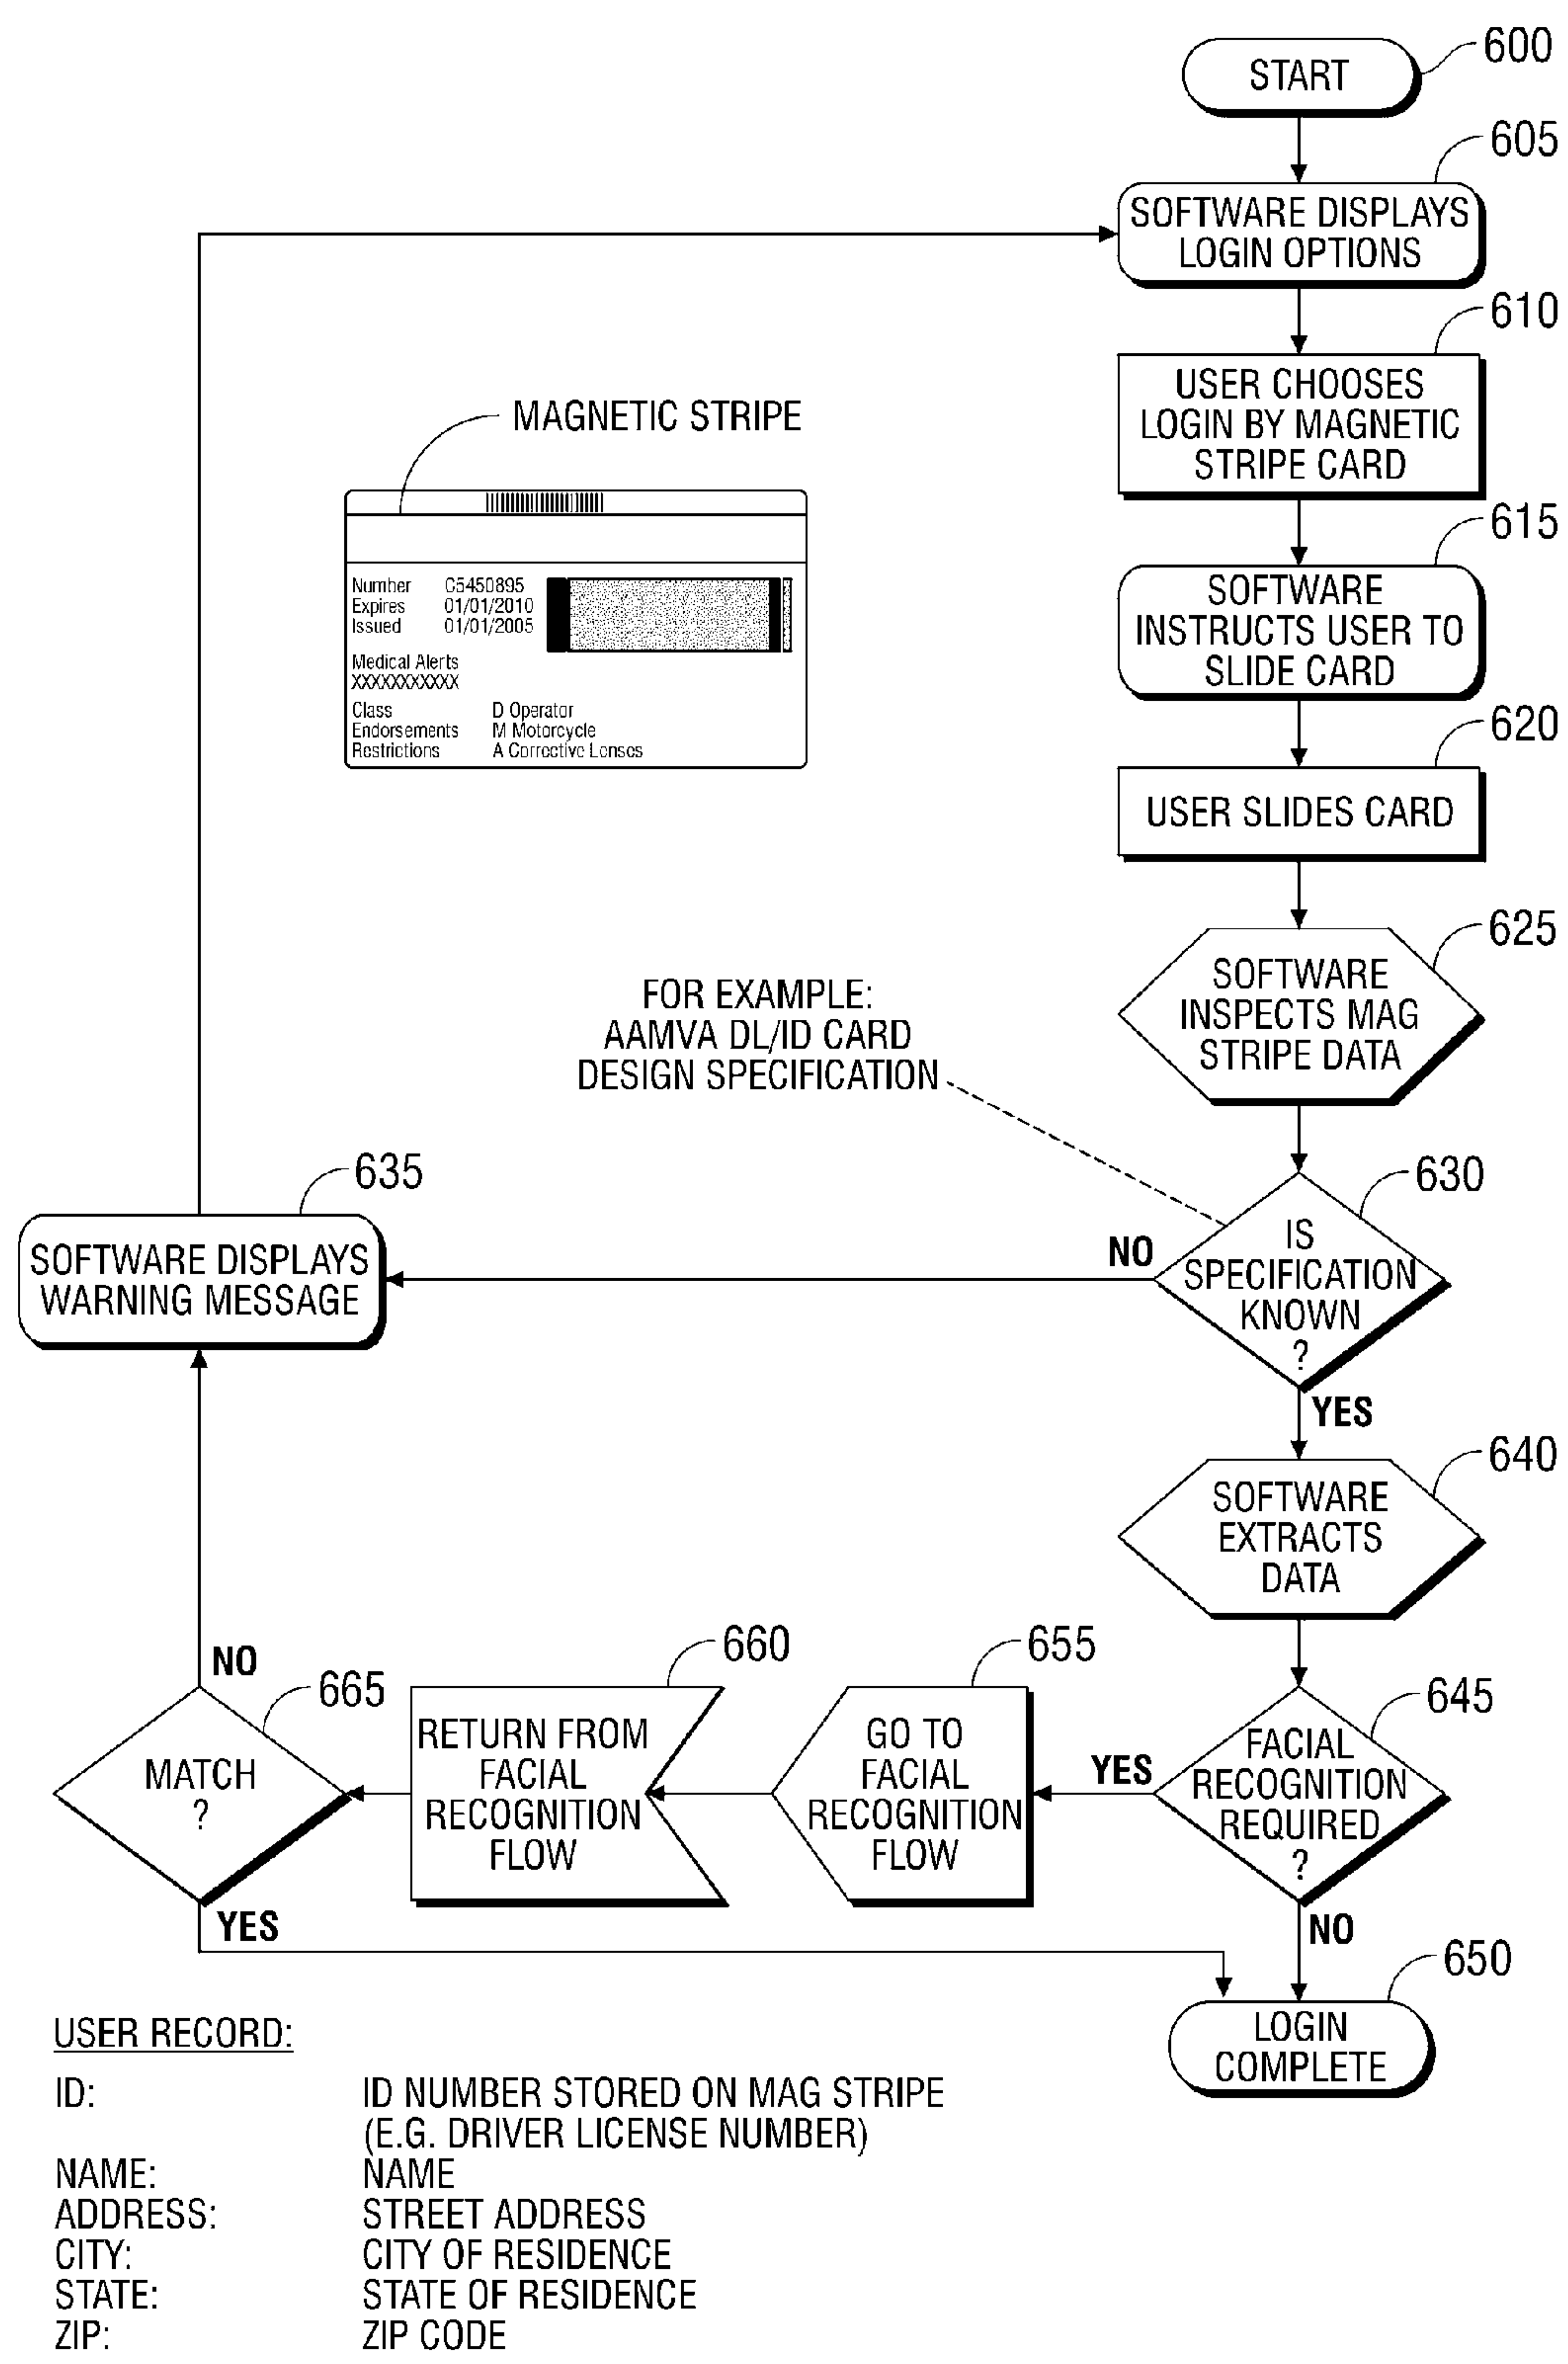 START
600
605
SOFTWARE DISPLAYS
LOGIN OPTIONS
610
USER CHOOSES
LOGIN BY MAGNETIC
STRIPE CARD
MAGNETIC STRIPE
Number C5450895
Expires 01/01/2010
Issued 01/01/2005
Medical Alerts
XXXXXXXXXXX
Class D Operator
Endorsements M Motorcycle
Restrictions A Corrective Lenses
615
SOFTWARE
INSTRUCTS USER TO
SLIDE CARD
620
USER SLIDES CARD
625
SOFTWARE
INSPECTS MAG
STRIPE DATA
FOR EXAMPLE:
AAMVA DL/ID CARD
DESIGN SPECIFICATION
630
IS
SPECIFICATION
KNOWN
?
NO
YES
635
SOFTWARE DISPLAYS
WARNING MESSAGE
640
SOFTWARE
EXTRACTS
DATA
645
FACIAL
RECOGNITION
REQUIRED
?
YES
NO
655
GO TO
FACIAL
RECOGNITION
FLOW
660
RETURN FROM
FACIAL
RECOGNITION
FLOW
665
MATCH
?
NO
YES
650
LOGIN
COMPLETE
USER RECORD:
ID: ID NUMBER STORED ON MAG STRIPE
(E.G. DRIVER LICENSE NUMBER)
NAME: NAME
ADDRESS: STREET ADDRESS
CITY: CITY OF RESIDENCE
STATE: STATE OF RESIDENCE
ZIP: ZIP CODE